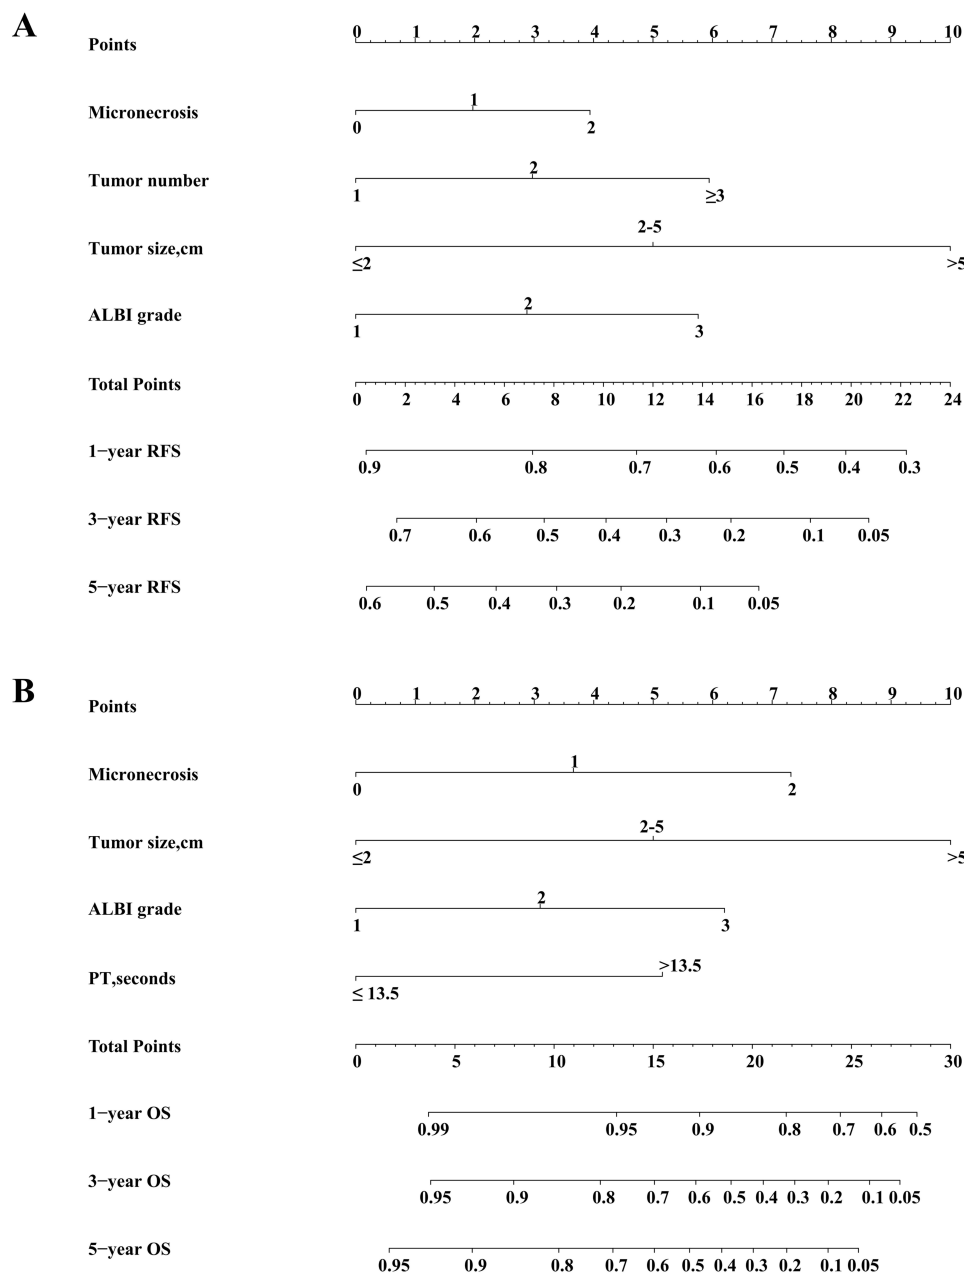 A
Points 0 1 2 3 4 5 6 7 8 9 10
Micronecrosis 0 1 2
Tumor number 1 2 ≥3
Tumor size,cm ≤2 2-5 >5
ALBI grade 1 2 3
Total Points 0 2 4 6 8 10 12 14 16 18 20 22 24
1−year RFS 0.9 0.8 0.7 0.6 0.5 0.4 0.3
3−year RFS 0.7 0.6 0.5 0.4 0.3 0.2 0.1 0.05
5−year RFS 0.6 0.5 0.4 0.3 0.2 0.1 0.05
B
Points 0 1 2 3 4 5 6 7 8 9 10
Micronecrosis 0 1 2
Tumor size,cm ≤2 2-5 >5
ALBI grade 1 2 3
PT,seconds ≤ 13.5 >13.5
Total Points 0 5 10 15 20 25 30
1−year OS 0.99 0.95 0.9 0.8 0.7 0.6 0.5
3−year OS 0.95 0.9 0.8 0.7 0.6 0.5 0.4 0.3 0.2 0.1 0.05
5−year OS 0.95 0.9 0.8 0.7 0.6 0.5 0.4 0.3 0.2 0.1 0.05